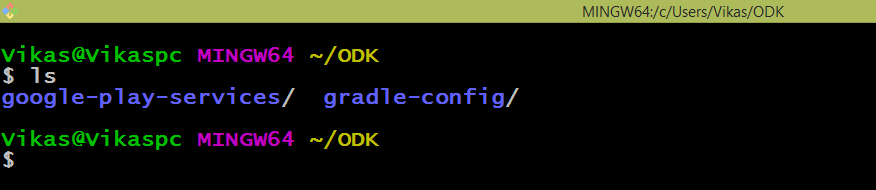 MINGW64:/c/Users/Vikas/ODK
Vikas@Vikaspc MINGW64 ~/ODK
$ ls
google-play-services/  gradle-config/
Vikas@Vikaspc MINGW64 ~/ODK
$